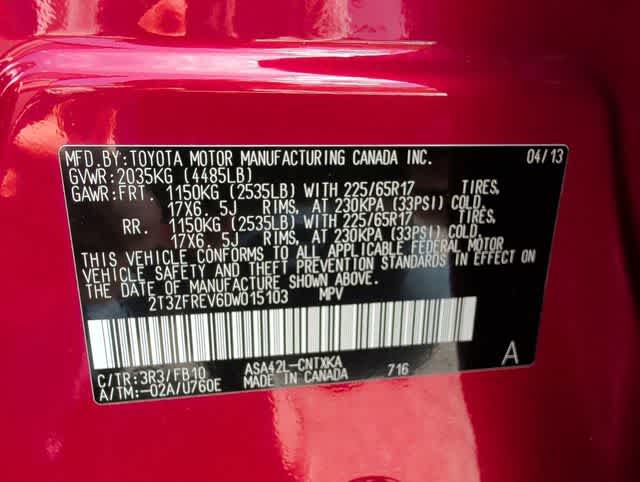 MFD.BY:TOYOTA MOTOR MANUFACTURING CANADA INC. 04/13
GVWR:2035KG (4485LB)
GAWR:FRT. 1150KG (2535LB) WITH 225/65R17 TIRES,
17X6.5J RIMS, AT 230KPA (33PSI) COLD.
RR. 1150KG (2535LB) WITH 225/65R17 TIRES,
17X6.5J RIMS, AT 230KPA (33PSI) COLD.
THIS VEHICLE CONFORMS TO ALL APPLICABLE FEDERAL MOTOR
VEHICLE SAFETY AND THEFT PREVENTION STANDARDS IN EFFECT ON
THE DATE OF MANUFACTURE SHOWN ABOVE.
2T3ZFREV6DW015103 MPV
C/TR:3R3/FB10 ASA42L-CNTXKA 716 A
A/TM:-02A/U760E MADE IN CANADA